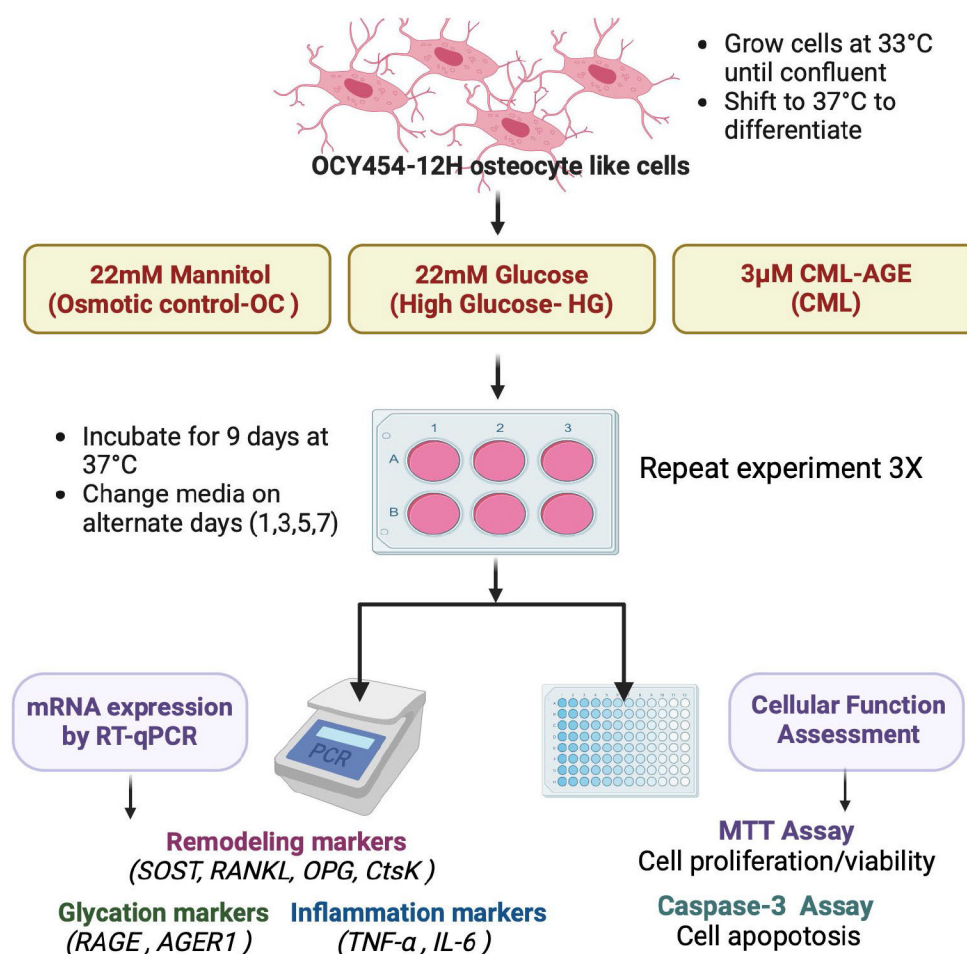 • Grow cells at 33°C
until confluent
• Shift to 37°C to
differentiate
OCY454-12H osteocyte like cells
22mM Mannitol
(Osmotic control-OC )
22mM Glucose
(High Glucose- HG)
3μM CML-AGE
(CML)
• Incubate for 9 days at
37°C
• Change media on
alternate days (1,3,5,7)
1 2 3
A
B
Repeat experiment 3X
mRNA expression
by RT-qPCR
PCR
Cellular Function
Assessment
Remodeling markers
(SOST, RANKL, OPG, CtsK )
Glycation markers
(RAGE , AGER1)
Inflammation markers
(TNF-α , IL-6 )
MTT Assay
Cell proliferation/viability
Caspase-3 Assay
Cell apopotosis